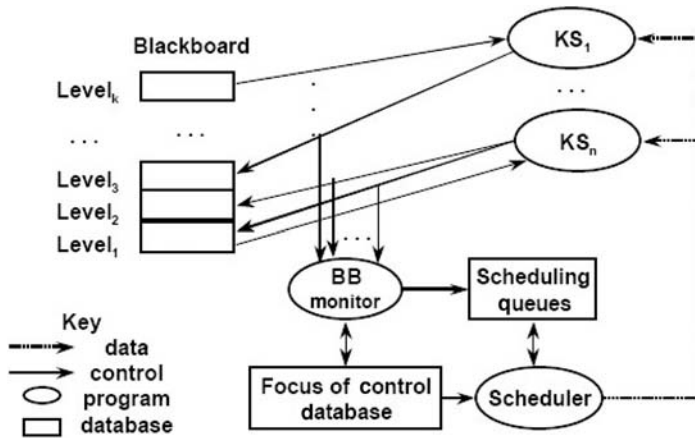 Blackboard
KS1
Levelk
. . .
. . .
. . .
KSn
Level3
Level2
Level1
. . .
BB
monitor
Scheduling
queues
Key
data
control
program
database
Focus of control
database
Scheduler